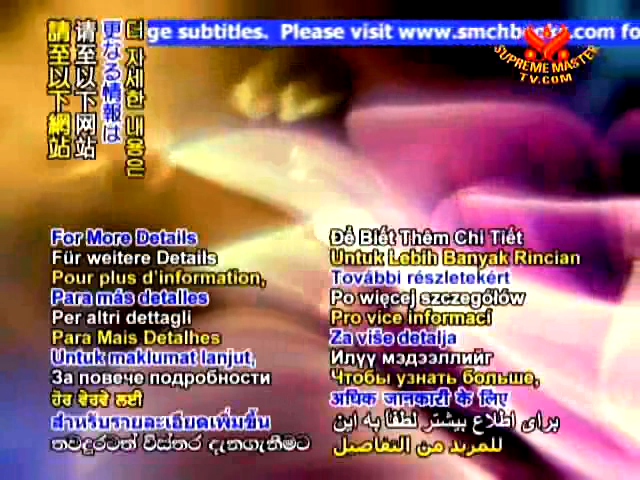 ge subtitles. Please visit www.smchbooks.com fo
SUPREME MASTER
TV.COM
請至以下網站
请至以下网站
更なる情報は
더 자세한 내용은
For More Details
Für weitere Details
Pour plus d'information,
Para más detalles
Per altri dettagli
Para Mais Detalhes
Untuk maklumat lanjut,
За повече подробности
ਹੋਰ ਵੇਰਵੇ ਲਈ
สำหรับรายละเอียดเพิ่มขึ้น
තවදුරටත් විස්තර දැනගැනීමට
Để Biết Thêm Chi Tiết
Untuk Lebih Banyak Rincian
További részletekért
Po więcej szczegółów
Pro více informací
Za više detalja
Илүү мэдээллийг
Чтобы узнать больше,
अधिक जानकारी के लिए
برای اطلاع بیشتر لطفا به این
للمزيد من التفاصيل